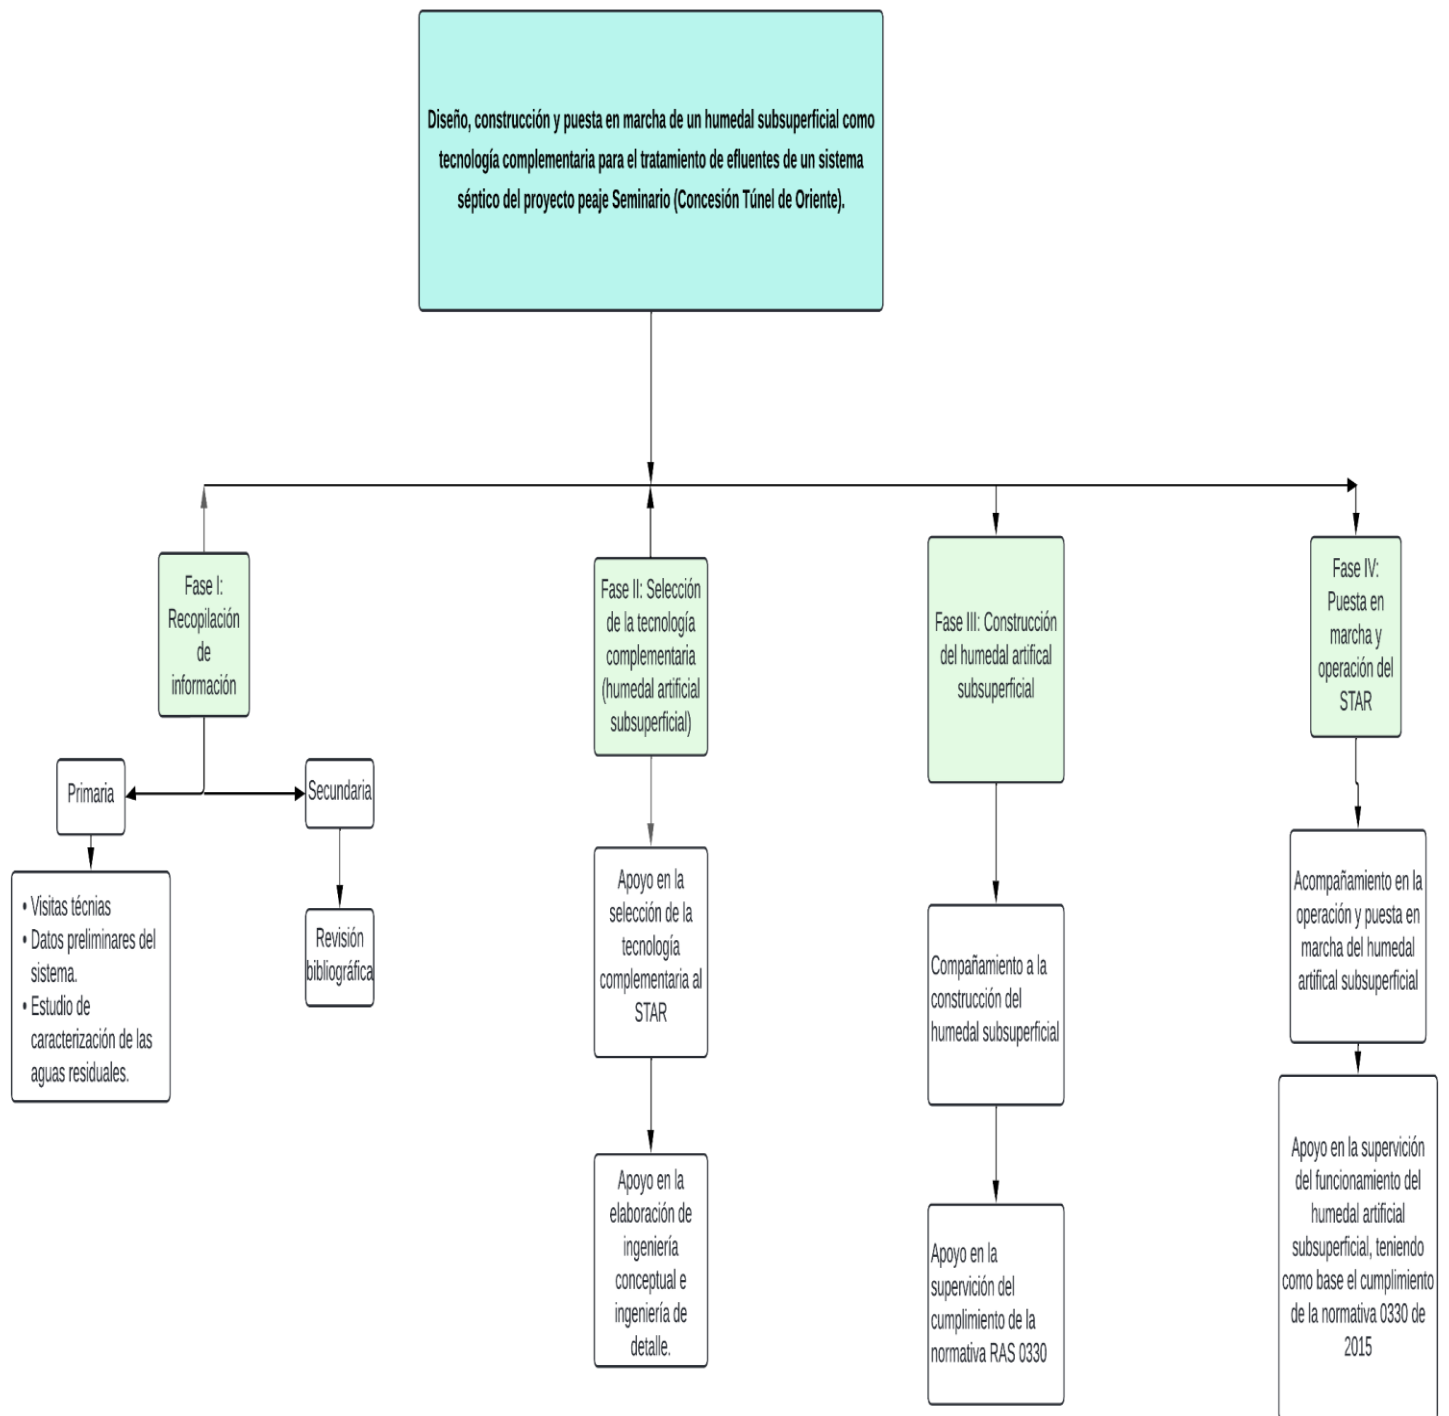 Diseño, construcción y puesta en marcha de un humedal subsuperficial como
tecnología complementaria para el tratamiento de efluentes de un sistema
séptico del proyecto peaje Seminario (Concesión Túnel de Oriente).
Fase I:
Recopilación
de
información
Primaria
Secundaria
• Visitas técnias
• Datos preliminares del
sistema.
• Estudio de
caracterización de las
aguas residuales.
Revisión
bibliográfica
Fase II: Selección
de la tecnología
complementaria
(humedal artificial
subsuperficial)
Apoyo en la
selección de la
tecnología
complementaria al
STAR
Apoyo en la
elaboración de
ingeniería
conceptual e
ingeniería de
detalle.
Fase III: Construcción
del humedal artifical
subsuperficial
Compañamiento a la
construcción del
humedal subsuperficial
Apoyo en la
supervición del
cumplimiento de la
normativa RAS 0330
Fase IV:
Puesta en
marcha y
operación del
STAR
Acompañamiento en la
operación y puesta en
marcha del humedal
artifical subsuperficial
Apoyo en la supervición
del funcionamiento del
humedal artificial
subsuperficial, teniendo
como base el cumplimiento
de la normativa 0330 de
2015